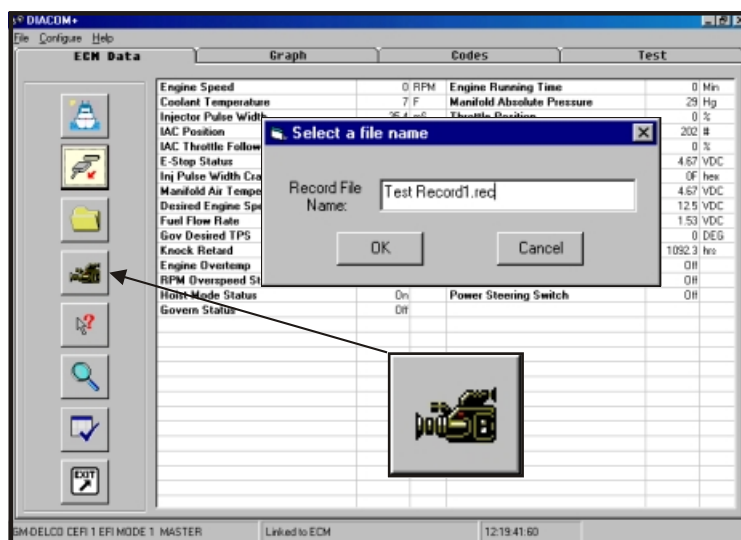 DIACOM+
File Configure Help
ECM Data Graph Codes Test
Engine Speed 0 RPM Engine Running Time 0 Min
Coolant Temperature 7 F Manifold Absolute Pressure 29 Hg
Injector Pulse Width 25.4 mS Throttle Position 0 %
IAC Position 202 #
IAC Throttle Follow 0 %
E-Stop Status 4.67 VDC
Inj Pulse Width Cra 0F hex
Manifold Air Tempe 4.67 VDC
Desired Engine Spe 12.5 VDC
Fuel Flow Rate 1.53 VDC
Gov Desired TPS 0 DEG
Knock Retard 1092.3 hrs
Engine Overtemp Off
RPM Overspeed St Off
Hoist Mode Status On Power Steering Switch Off
Govern Status Off
Select a file name
Record File
Name:
Test Record1.rec
OK Cancel
EXIT
GM-DELCO CEFI 1 EFI MODE 1 MASTER Linked to ECM 12:19:41:60